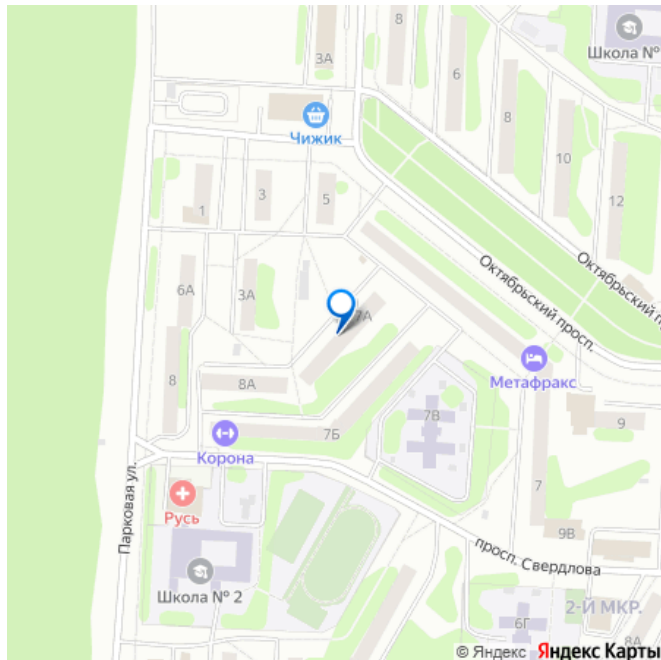 8
Школа №
3А
6
Чижик
8
10
3
5
12
1
Октябрьский просп.
Октябрьский п
6А
3А
7А
Метафракс
8
8А
7В
9
7Б
Корона
7
Парковая ул.
Русь
9В
просп. Свердлова
Школа № 2
2-Й МКР.
6Г
8А
© Яндекс Яндекс Карты